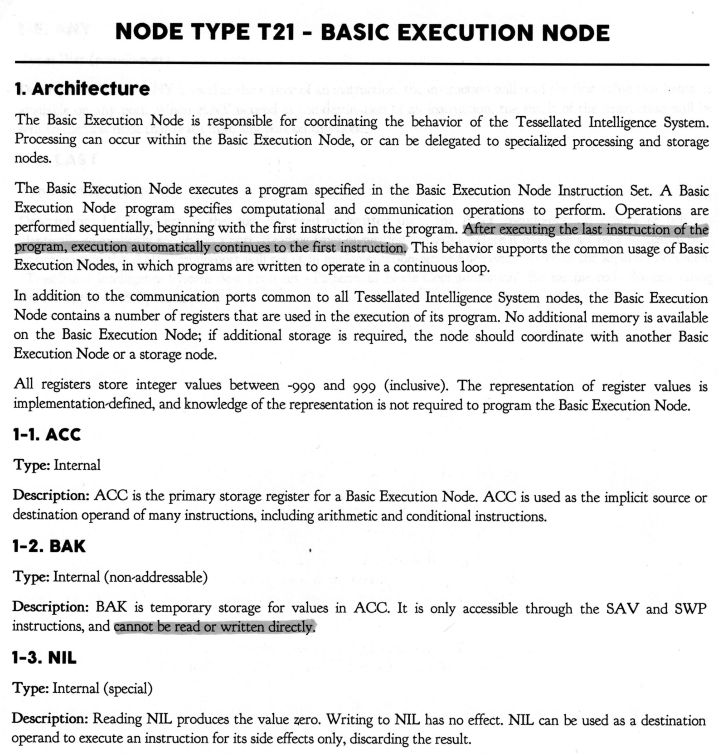 NODE TYPE T21 - BASIC EXECUTION NODE
1. Architecture
The Basic Execution Node is responsible for coordinating the behavior of the Tessellated Intelligence System.
Processing can occur within the Basic Execution Node, or can be delegated to specialized processing and storage
nodes.
The Basic Execution Node executes a program specified in the Basic Execution Node Instruction Set. A Basic
Execution Node program specifies computational and communication operations to perform. Operations are
performed sequentially, beginning with the first instruction in the program. After executing the last instruction of the
program, execution automatically continues to the first instruction. This behavior supports the common usage of Basic
Execution Nodes, in which programs are written to operate in a continuous loop.
In addition to the communication ports common to all Tessellated Intelligence System nodes, the Basic Execution
Node contains a number of registers that are used in the execution of its program. No additional memory is available
on the Basic Execution Node; if additional storage is required, the node should coordinate with another Basic
Execution Node or a storage node.
All registers store integer values between -999 and 999 (inclusive). The representation of register values is
implementation-defined, and knowledge of the representation is not required to program the Basic Execution Node.
1-1. ACC
Type: Internal
Description: ACC is the primary storage register for a Basic Execution Node. ACC is used as the implicit source or
destination operand of many instructions, including arithmetic and conditional instructions.
1-2. BAK
Type: Internal (non-addressable)
Description: BAK is temporary storage for values in ACC. It is only accessible through the SAV and SWP
instructions, and cannot be read or written directly.
1-3. NIL
Type: Internal (special)
Description: Reading NIL produces the value zero. Writing to NIL has no effect. NIL can be used as a destination
operand to execute an instruction for its side effects only, discarding the result.